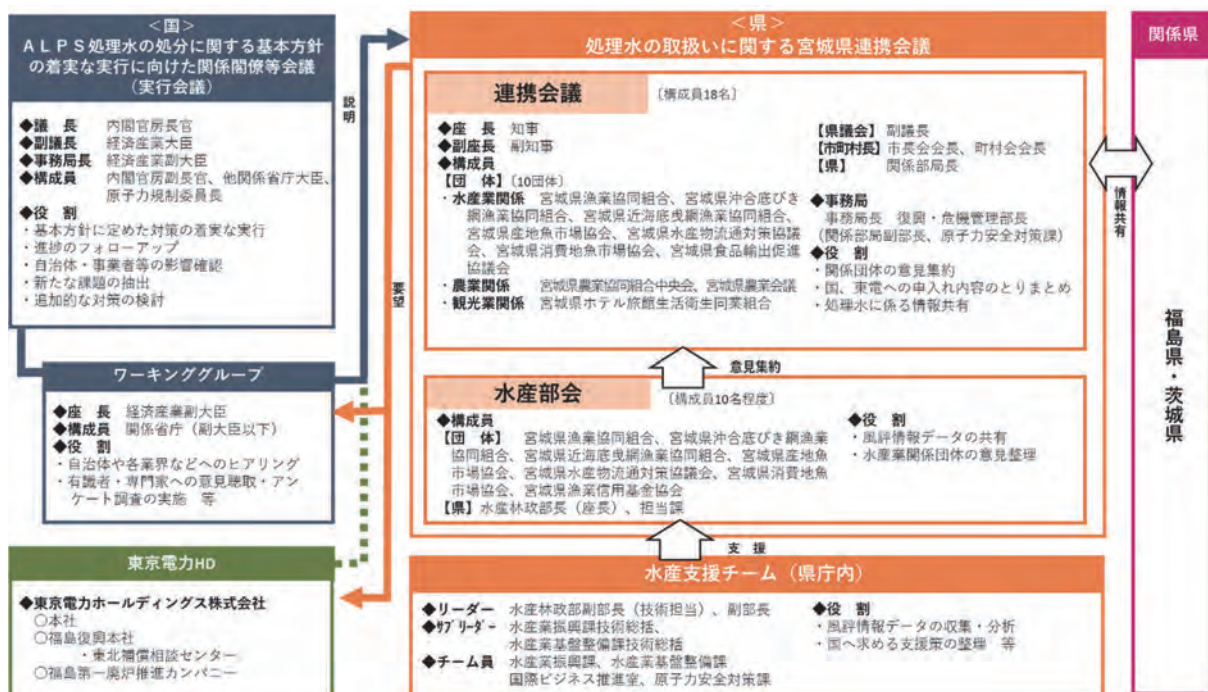 ＜国＞
ＡＬＰＳ処理水の処分に関する基本方針
の着実な実行に向けた関係閣僚等会議
（実行会議）
◆議　長　内閣官房長官
◆副議長　経済産業大臣
◆事務局長　経済産業副大臣
◆構成員　内閣官房副長官、他関係省庁大臣、
原子力規制委員長
◆役　割
・基本方針に定めた対策の着実な実行
・進捗のフォローアップ
・自治体・事業者等の影響確認
・新たな課題の抽出
・追加的な対策の検討
ワーキンググループ
◆座　長　経済産業副大臣
◆構成員　関係省庁（副大臣以下）
◆役　割
・自治体や各業界などへのヒアリング
・有識者・専門家への意見聴取・アン
ケート調査の実施　等
東京電力HD
◆東京電力ホールディングス株式会社
○本社
○福島復興本社
・東北補償相談センター
○福島第一廃炉推進カンパニー
説明
要望
＜県＞
処理水の取扱いに関する宮城県連携会議
連携会議
〔構成員18名〕
◆座　長　知事
◆副座長　副知事
◆構成員
【団　体】〔10団体〕
・水産業関係　宮城県漁業協同組合、宮城県沖合底びき
網漁業協同組合、宮城県近海底曳網漁業協同組合、
宮城県産地魚市場協会、宮城県水産物流通対策協議
会、宮城県消費地魚市場協会、宮城県食品輸出促進
協議会
・農業関係　宮城県農業協同組合中央会、宮城県農業会議
・観光業関係　宮城県ホテル旅館生活衛生同業組合
【県議会】副議長
【市町村長】市長会会長、町村会会長
【県】　関係部局長
◆事務局
事務局長　復興・危機管理部長
（関係部局副部長、原子力安全対策課）
◆役　割
・関係団体の意見集約
・国、東電への申入れ内容のとりまとめ
・処理水に係る情報共有
意見集約
水産部会
〔構成員10名程度〕
◆構成員
【団　体】　宮城県漁業協同組合、宮城県沖合底びき網漁業
協同組合、宮城県近海底曳網漁業協同組合、宮城県産地魚
市場協会、宮城県水産物流通対策協議会、宮城県消費地魚
市場協会、宮城県漁業信用基金協会
【県】水産林政部長（座長）、担当課
◆役　割
・風評情報データの共有
・水産業関係団体の意見整理
支　援
水産支援チーム（県庁内）
◆リーダー　水産林政部副部長（技術担当）、副部長
◆サブリーダー　水産業振興課技術総括、
水産業基盤整備課技術総括
◆チーム員　水産業振興課、水産業基盤整備課
国際ビジネス推進室、原子力安全対策課
◆役　割
・風評情報データの収集・分析
・国へ求める支援策の整理　等
情報共有
関係県
福島県・茨城県